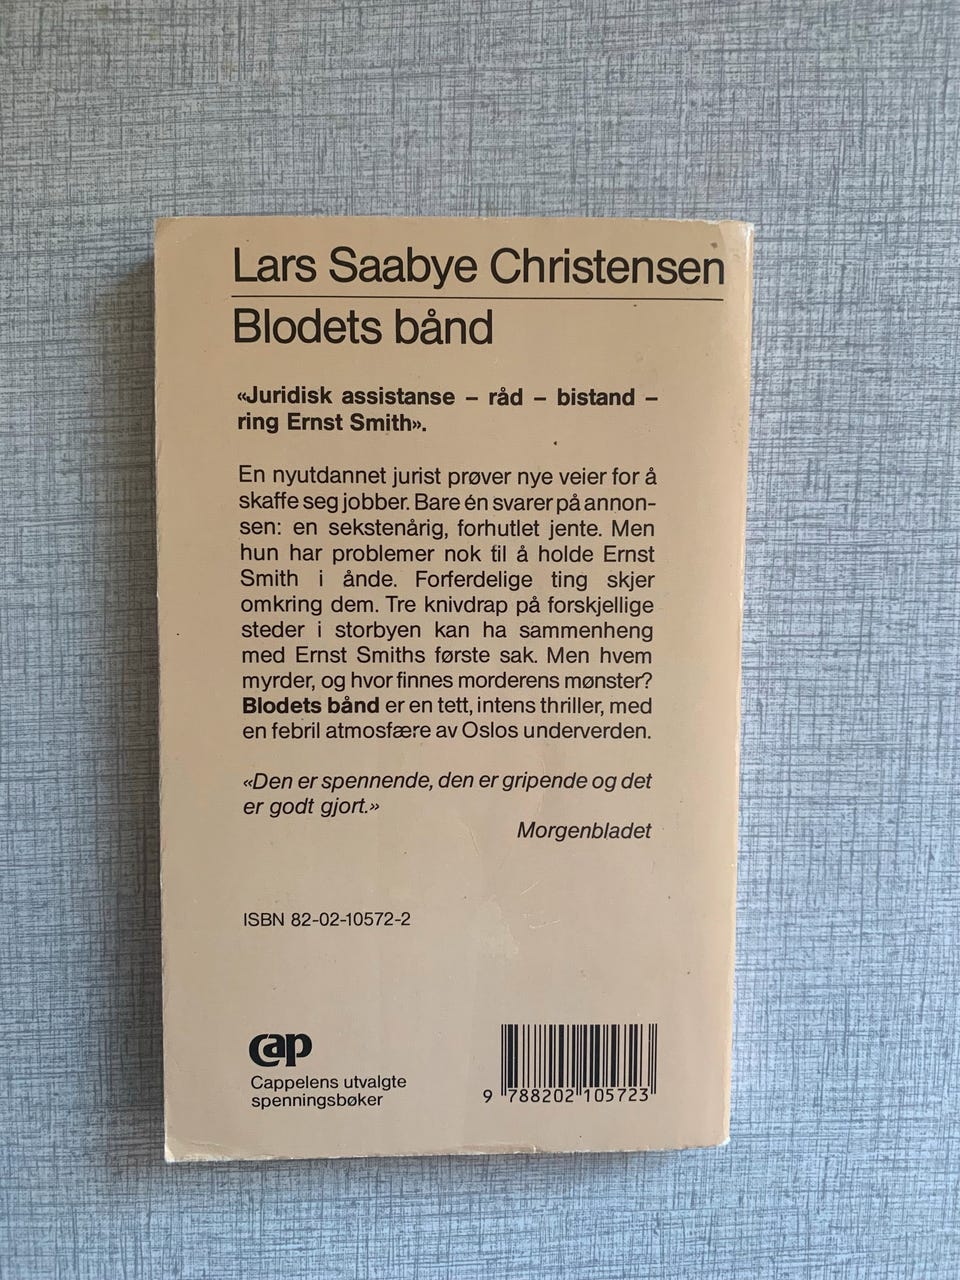 Lars Saabye Christensen
Blodets bånd
«Juridisk assistanse – råd – bistand –
ring Ernst Smith».
En nyutdannet jurist prøver nye veier for å
skaffe seg jobber. Bare én svarer på annon-
sen: en sekstenårig, forhutlet jente. Men
hun har problemer nok til å holde Ernst
Smith i ånde. Forferdelige ting skjer
omkring dem. Tre knivdrap på forskjellige
steder i storbyen kan ha sammenheng
med Ernst Smiths første sak. Men hvem
myrder, og hvor finnes morderens mønster?
Blodets bånd er en tett, intens thriller, med
en febril atmosfære av Oslos underverden.
«Den er spennende, den er gripende og det
er godt gjort.»
Morgenbladet
ISBN 82-02-10572-2
cap
Cappelens utvalgte
spenningsbøker
9 788202 105723